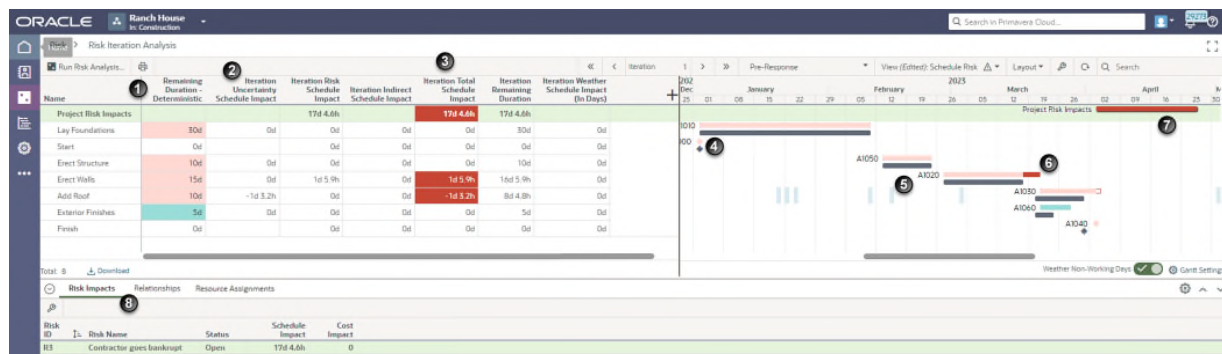 ORACLE Ranch House
In: Construction
Search in Primavera Cloud...
29273
Home > Risk Iteration Analysis
Run Risk Analysis...
Iteration 1
Pre-Response
View (Edited): Schedule Risk
Layout
Search
Name
Remaining Duration - Deterministic
Iteration Uncertainty Schedule Impact
Iteration Risk Schedule Impact
Iteration Indirect Schedule Impact
Iteration Total Schedule Impact
Iteration Remaining Duration
Iteration Weather Schedule Impact (In Days)
1
2
3
202 2023
Dec January February March April
25 01 08 15 22 29 05 12 19 26 05 12 19 26 02 09 16 23 30
Project Risk Impacts 17d 4.6h 17d 4.6h 17d 4.6h
Lay Foundations 30d 0d 0d 0d 0d 30d 0d
Start 0d 0d 0d 0d 0d 0d
Erect Structure 10d 0d 0d 0d 0d 10d 0d
Erect Walls 15d 0d 1d 5.9h 0d 1d 5.9h 16d 5.9h 0d
Add Roof 10d -1d 3.2h 0d 0d -1d 3.2h 8d 4.8h 0d
Exterior Finishes 5d 0d 0d 0d 0d 5d 0d
Finish 0d 0d 0d 0d 0d 0d
Project Risk Impacts
7
1010
000
4
A1050
A1020
6
5
A1030
A1060
A1040
Total: 8 Download
Weather Non-Working Days
Gantt Setting
Risk Impacts Relationships Resource Assignments
8
Risk ID
Risk Name
Status
Schedule Impact
Cost Impact
R3 Contractor goes bankrupt Open 17d 4.6h 0